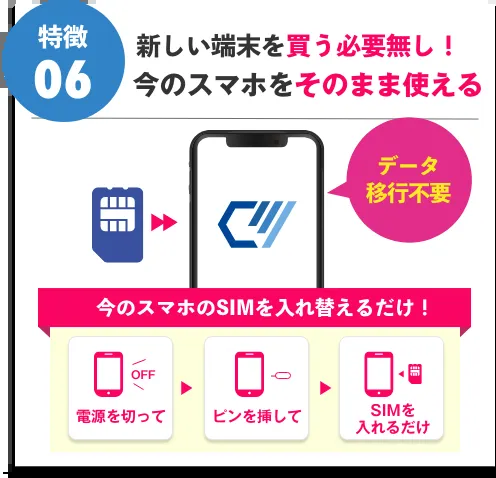 特徴
06
新しい端末を買う必要無し！
今のスマホをそのまま使える
データ
移行不要
今のスマホのSIMを入れ替えるだけ！
OFF
電源を切って
ピンを挿して
SIMを
入れるだけ